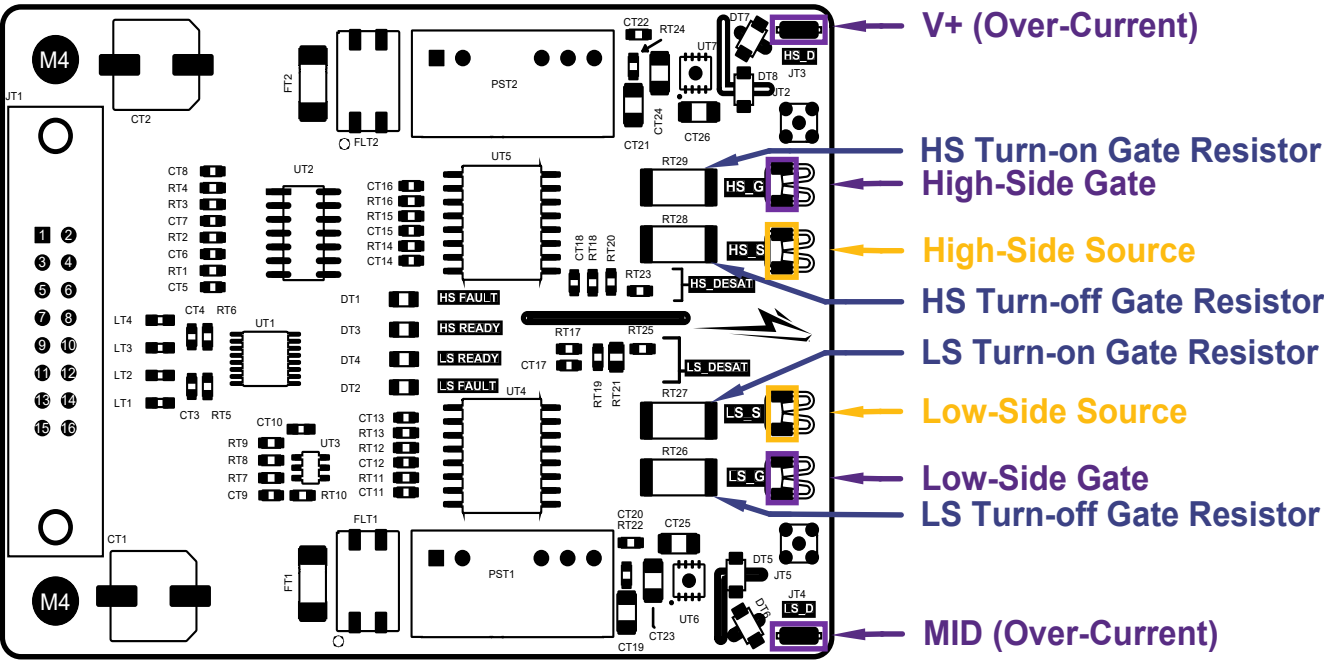 M4
JT1
CT2
FT2
FLT2
PST2
CT22
RT24
UT7
CT24
CT21
CT26
DT7
DT8
HS_D
JT3
JT2
V+ (Over-Current)
CT8
RT4
RT3
CT7
RT2
CT6
RT1
CT5
UT2
CT16
RT16
RT15
CT15
RT14
CT14
UT5
RT29
HS_G
RT28
HS_S
CT18
RT18
RT20
RT23
HS_DESAT
HS Turn-on Gate Resistor
High-Side Gate
High-Side Source
HS Turn-off Gate Resistor
1 2
3 4
5 6
7 8
9 10
11 12
13 14
15 16
LT4
LT3
LT2
LT1
CT4 RT6
UT1
CT3 RT5
DT1 HS FAULT
DT3 HS READY
DT4 LS READY
DT2 LS FAULT
RT17
RT25
CT17
RT19
RT21
LS_DESAT
RT27
LS_S
RT26
LS_G
LS Turn-on Gate Resistor
Low-Side Source
Low-Side Gate
LS Turn-off Gate Resistor
CT10
RT9
RT8
RT7
CT9
RT10
UT3
CT13
RT13
RT12
CT12
RT11
CT11
UT4
M4
CT1
FT1
FLT1
PST1
CT20
RT22
CT25
CT19
CT23
UT6
DT5
DT6
JT5
JT4
LS_D
MID (Over-Current)